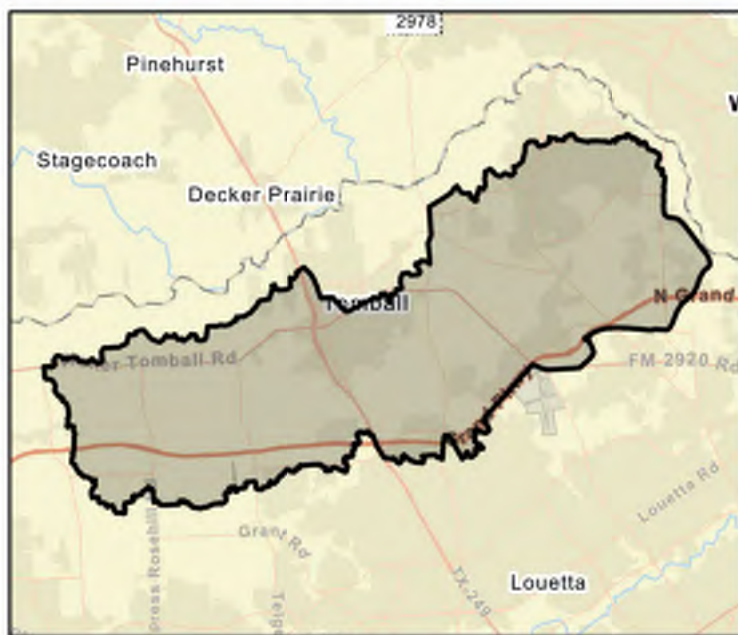 2978
Pinehurst
W
Stagecoach
Decker Prairie
Tomball
N Grand
Tomball Rd
FM 2920 Rd
Louetta Rd
Grant Rd
TX-249
Louetta